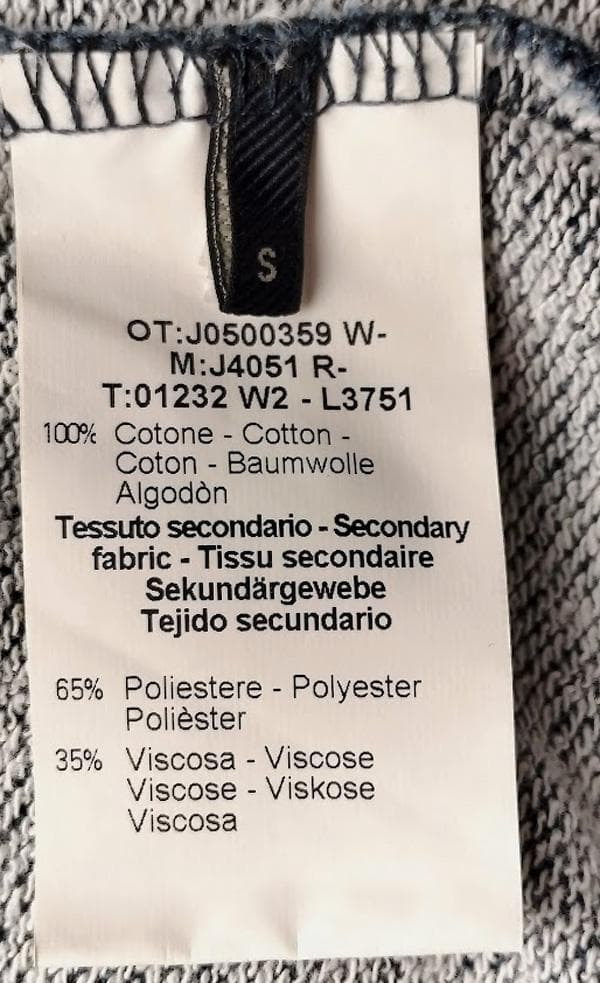 S
OT:J0500359 W-
M:J4051 R-
T:01232 W2 - L3751
100% Cotone - Cotton -
Coton - Baumwolle
Algodòn
Tessuto secondario - Secondary
fabric - Tissu secondaire
Sekundärgewebe
Tejido secundario
65% Poliestere - Polyester
Polièster
35% Viscosa - Viscose
Viscose - Viskose
Viscosa